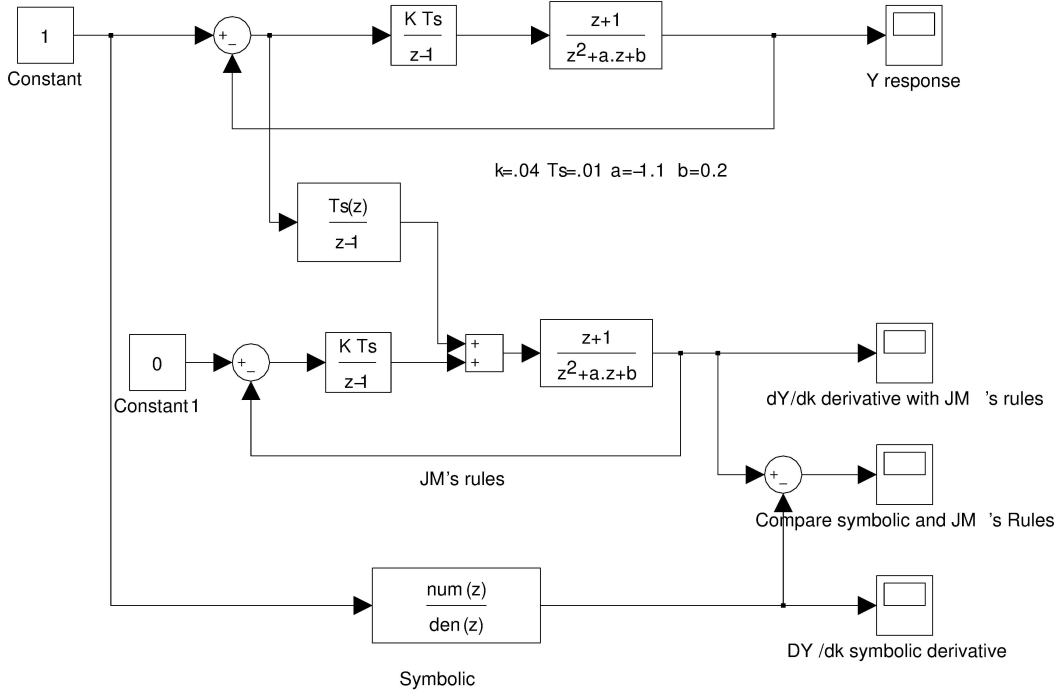 1
Constant
+
–
K Ts
z–1
z+1
z2+a.z+b
Y response
k=.04 Ts=.01 a=–1.1 b=0.2
Ts(z)
z–1
0
Constant1
+
–
K Ts
z–1
+
+
z+1
z2+a.z+b
dY/dk derivative with JM 's rules
JM's rules
+
–
Compare symbolic and JM 's Rules
num(z)
den(z)
Symbolic
DY /dk symbolic derivative